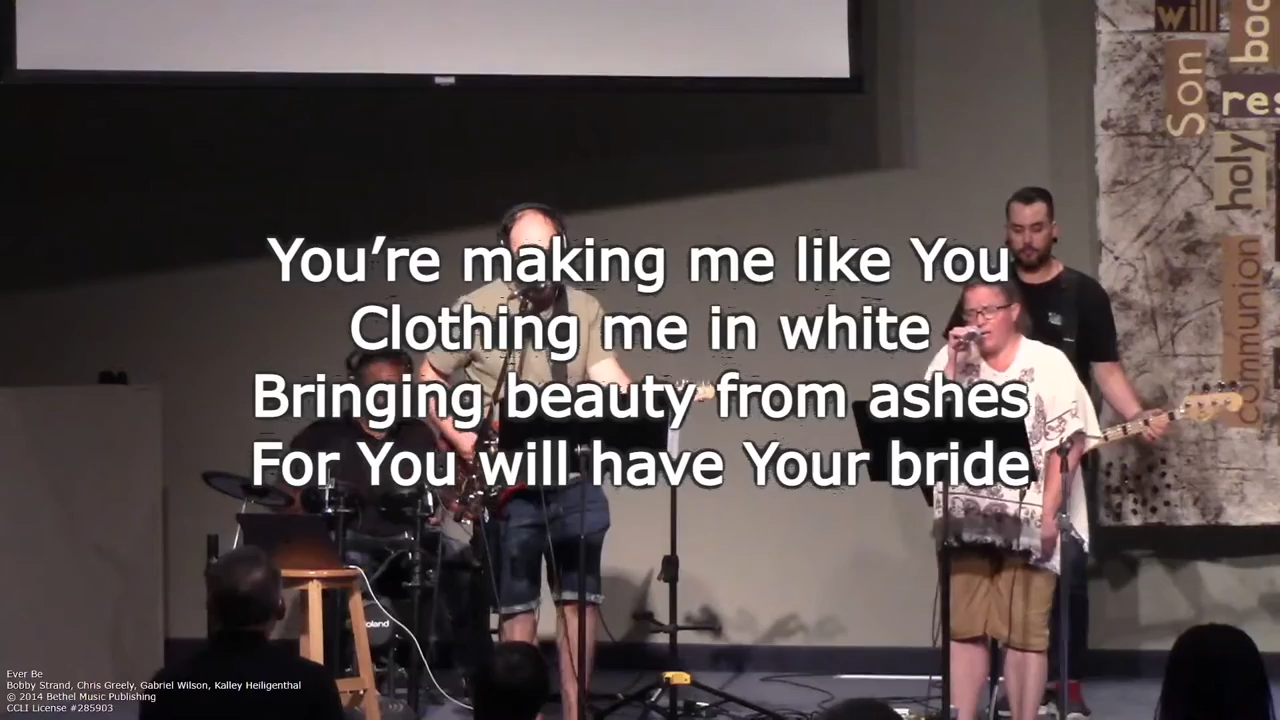 will
Son
boo
res
holy
communion
You’re making me like You
Clothing me in white
Bringing beauty from ashes
For You will have Your bride
Roland
Ever Be
Bobby Strand, Chris Greely, Gabriel Wilson, Kalley Heiligenthal
© 2014 Bethel Music Publishing
CCLI License #285903